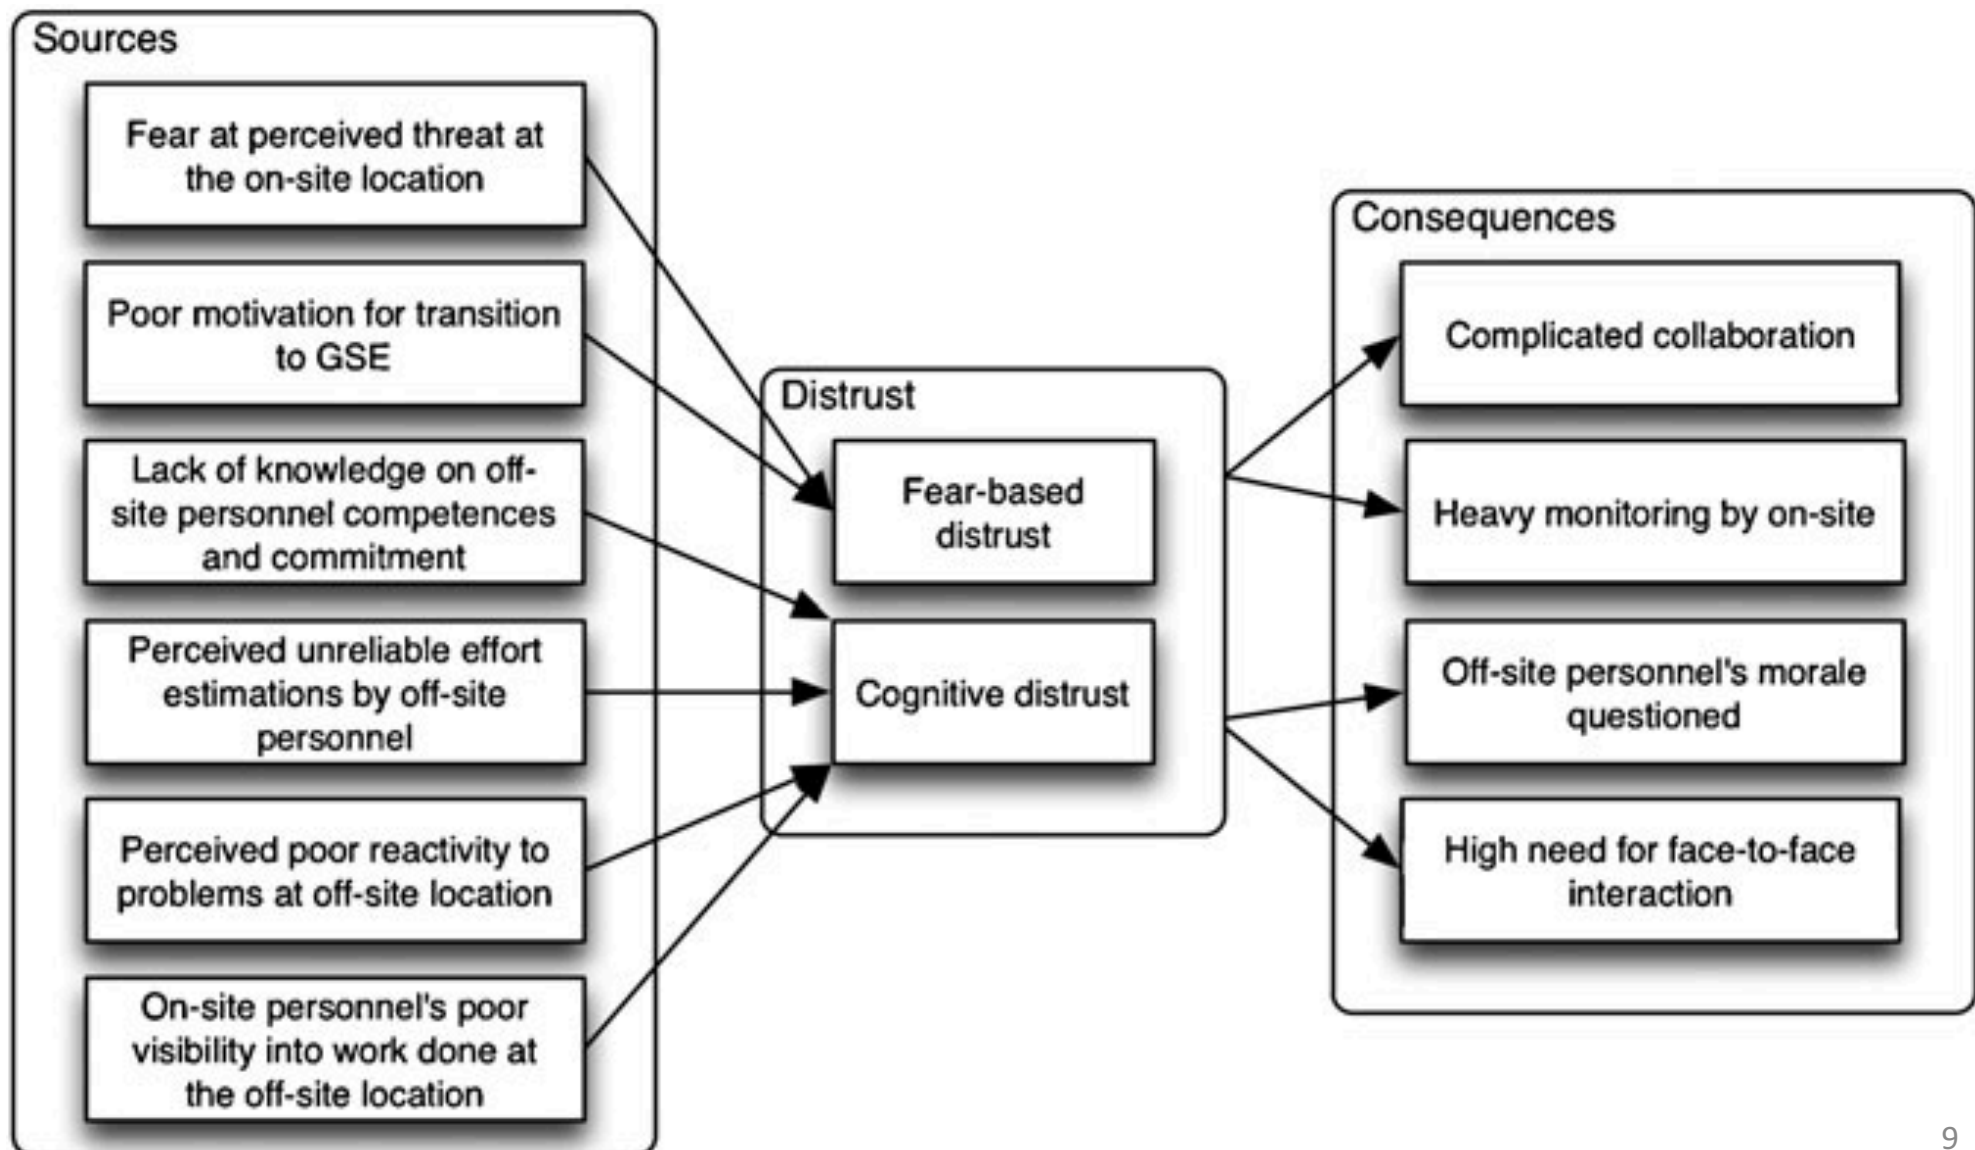 Sources
Fear at perceived threat at
the on-site location
Poor motivation for transition
to GSE
Lack of knowledge on off-
site personnel competences
and commitment
Perceived unreliable effort
estimations by off-site
personnel
Perceived poor reactivity to
problems at off-site location
On-site personnel's poor
visibility into work done at
the off-site location
Distrust
Fear-based
distrust
Cognitive distrust
Consequences
Complicated collaboration
Heavy monitoring by on-site
Off-site personnel's morale
questioned
High need for face-to-face
interaction
9